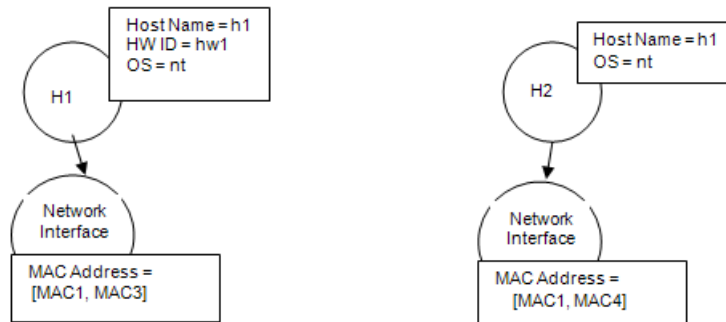 Host Name = h1
HW ID = hw1
OS = nt
H1
Network
Interface
MAC Address =
[MAC1, MAC3]
Host Name = h1
OS = nt
H2
Network
Interface
MAC Address =
[MAC1, MAC4]